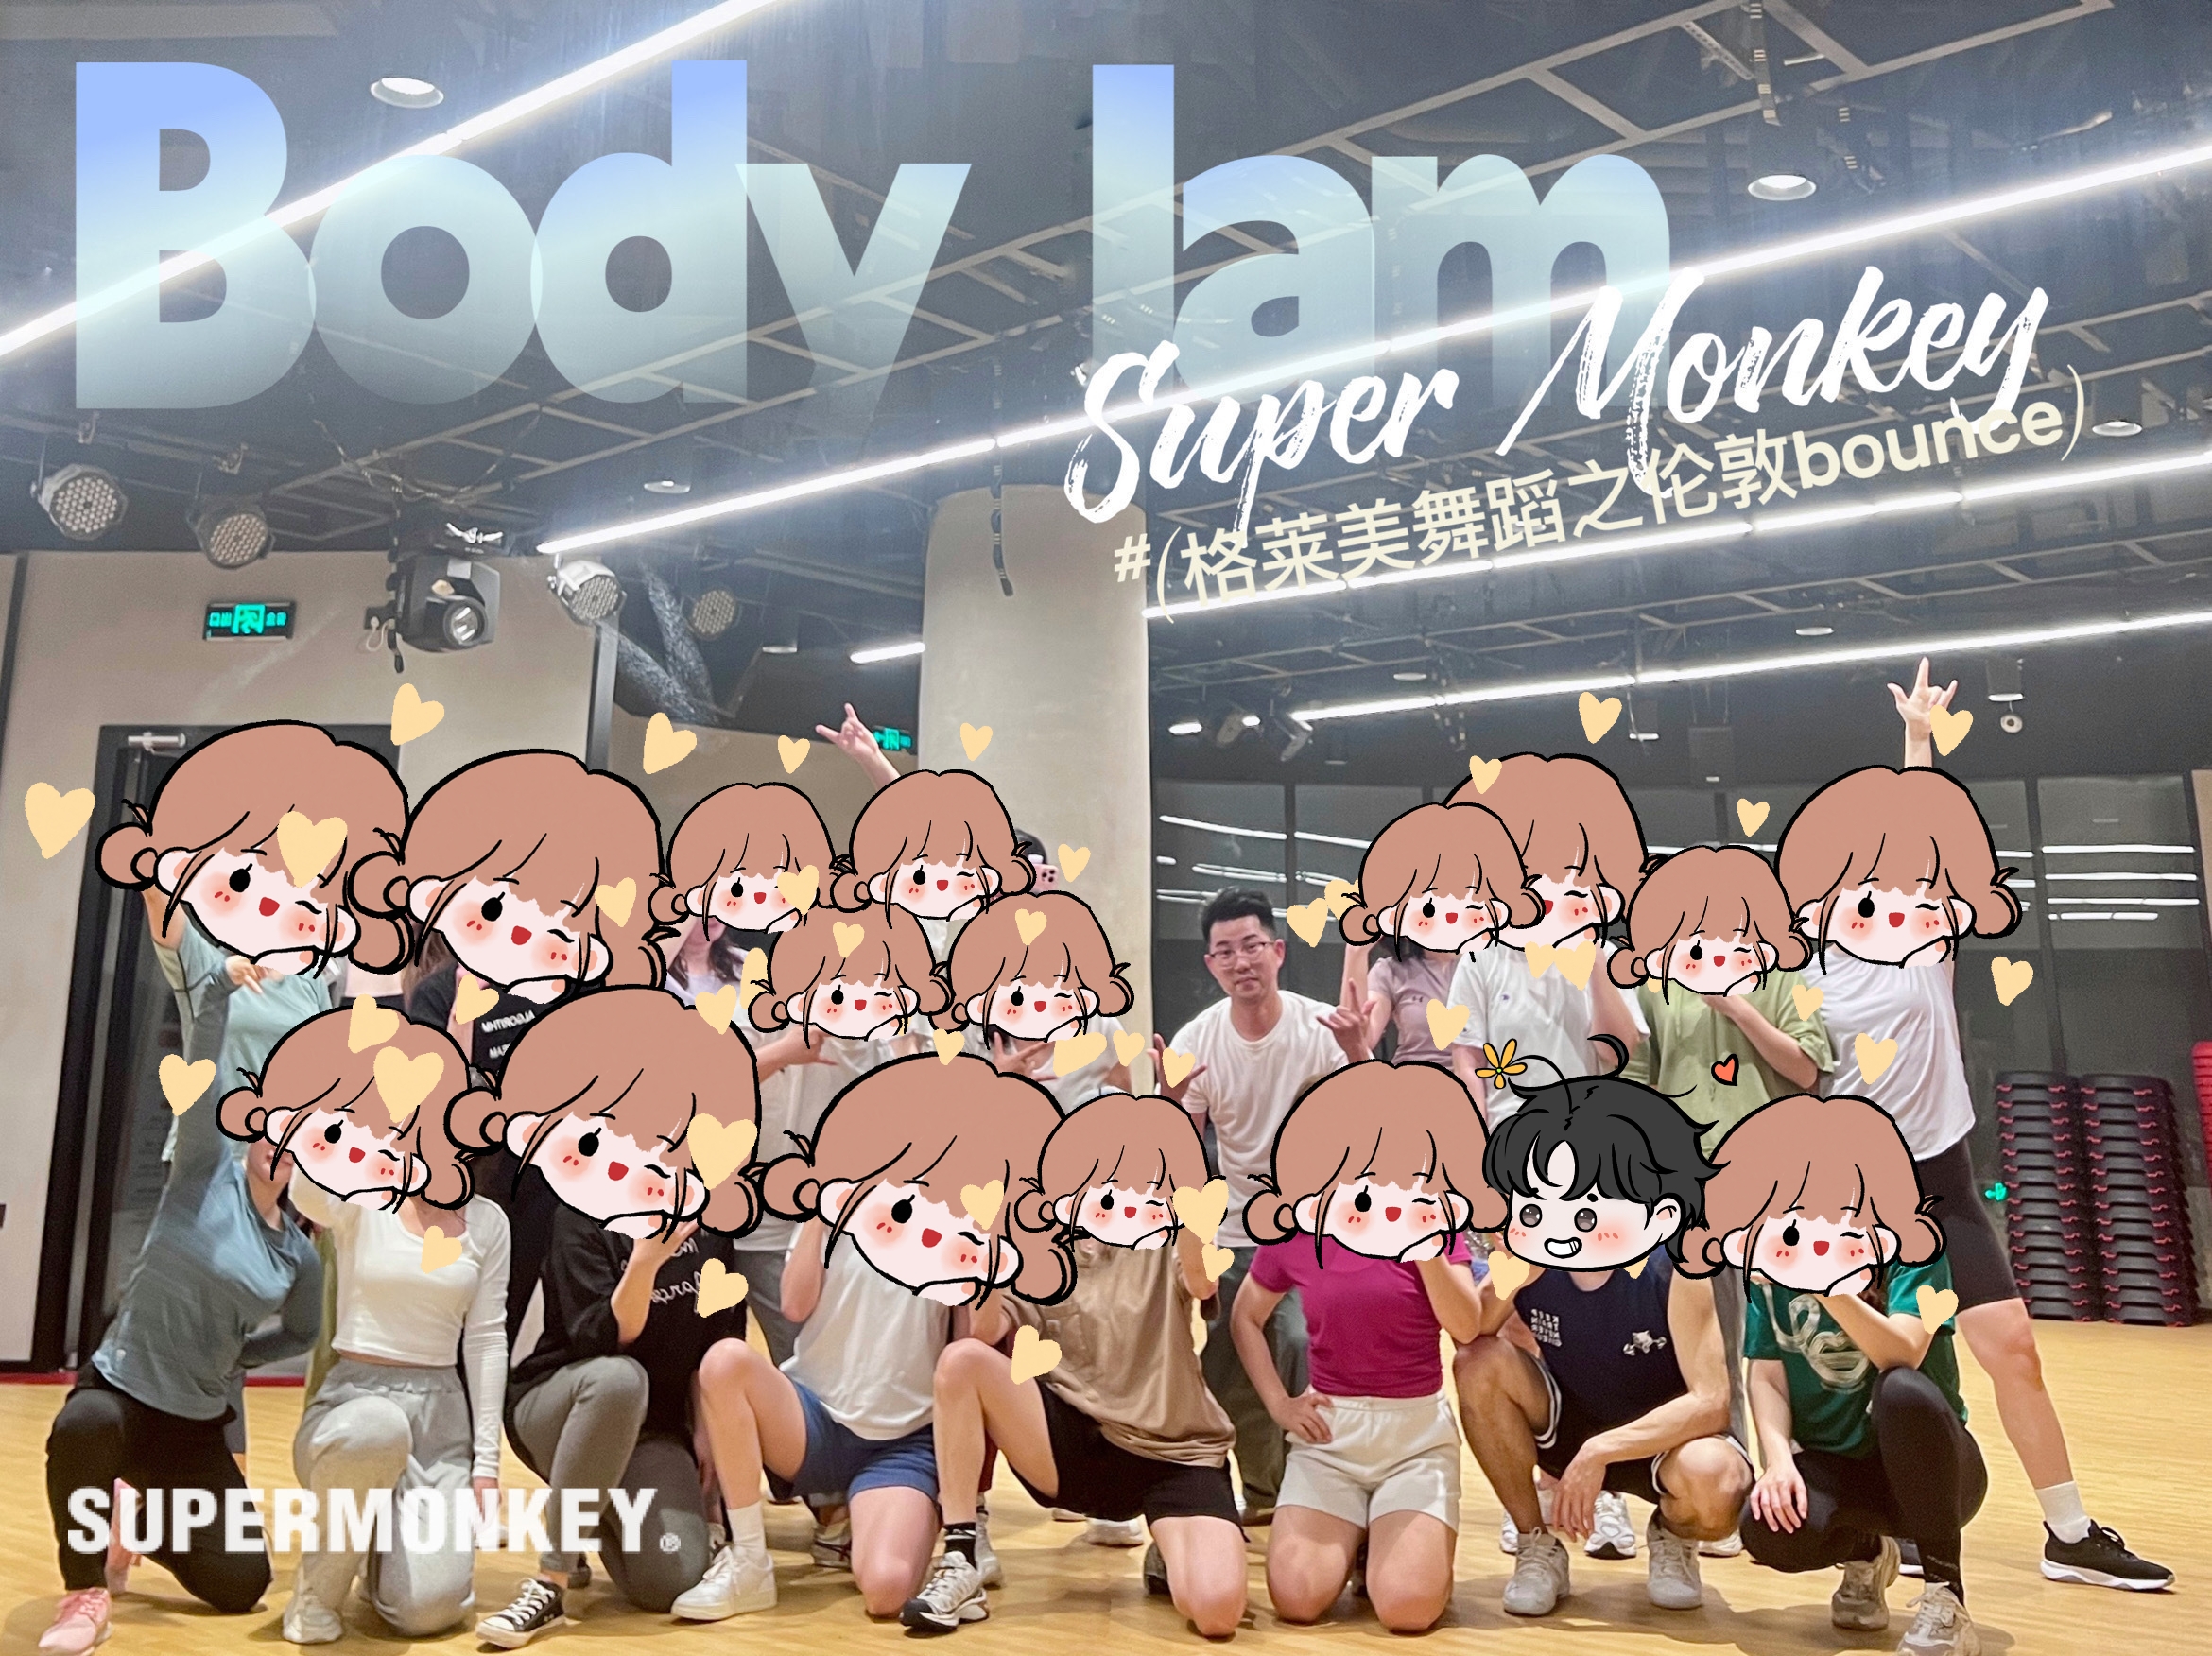 Body Jam
Super Monkey
#(格莱美舞蹈之伦敦bounce)
SUPERMONKEY®